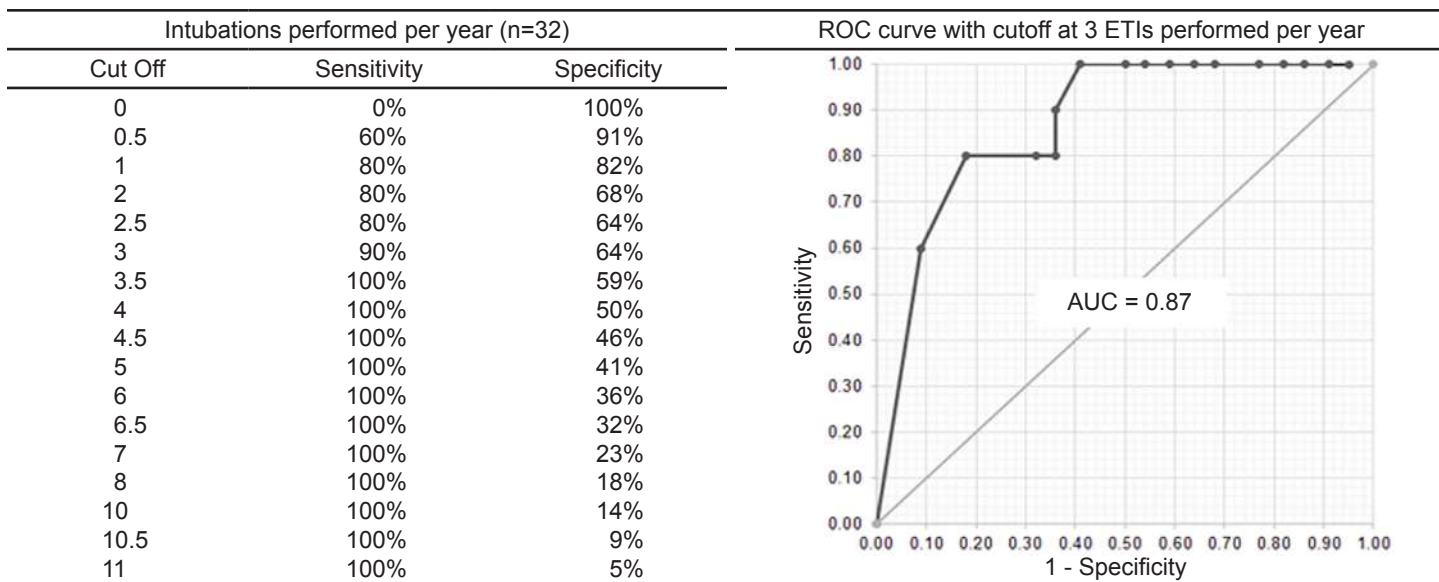 Intubations performed per year (n=32)
Cut Off Sensitivity Specificity
0 0% 100%
0.5 60% 91%
1 80% 82%
2 80% 68%
2.5 80% 64%
3 90% 64%
3.5 100% 59%
4 100% 50%
4.5 100% 46%
5 100% 41%
6 100% 36%
6.5 100% 32%
7 100% 23%
8 100% 18%
10 100% 14%
10.5 100% 9%
11 100% 5%
ROC curve with cutoff at 3 ETIs performed per year
1.00
0.90
0.80
0.70
0.60
0.50
0.40
0.30
0.20
0.10
0.00
Sensitivity
AUC = 0.87
0.00 0.10 0.20 0.30 0.40 0.50 0.60 0.70 0.80 0.90 1.00
1 - Specificity